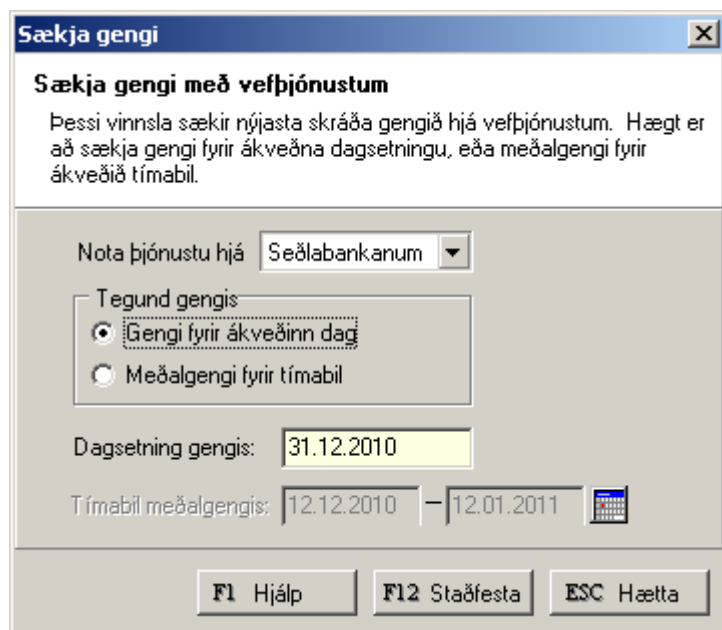 Sækja gengi
Sækja gengi með vefþjónustum
Þessi vinnsla sækir nýjasta skráða gengið hjá vefþjónustum. Hægt er
að sækja gengi fyrir ákveðna dagsetningu, eða meðalgengi fyrir
ákveðið tímabil.
Nota þjónustu hjá Seðlabankanum
Tegund gengis
Gengi fyrir ákveðinn dag
Meðalgengi fyrir tímabil
Dagsetning gengis: 31.12.2010
Tímabil meðalgengis: 12.12.2010 – 12.01.2011
F1 Hjálp F12 Staðfesta ESC Hætta